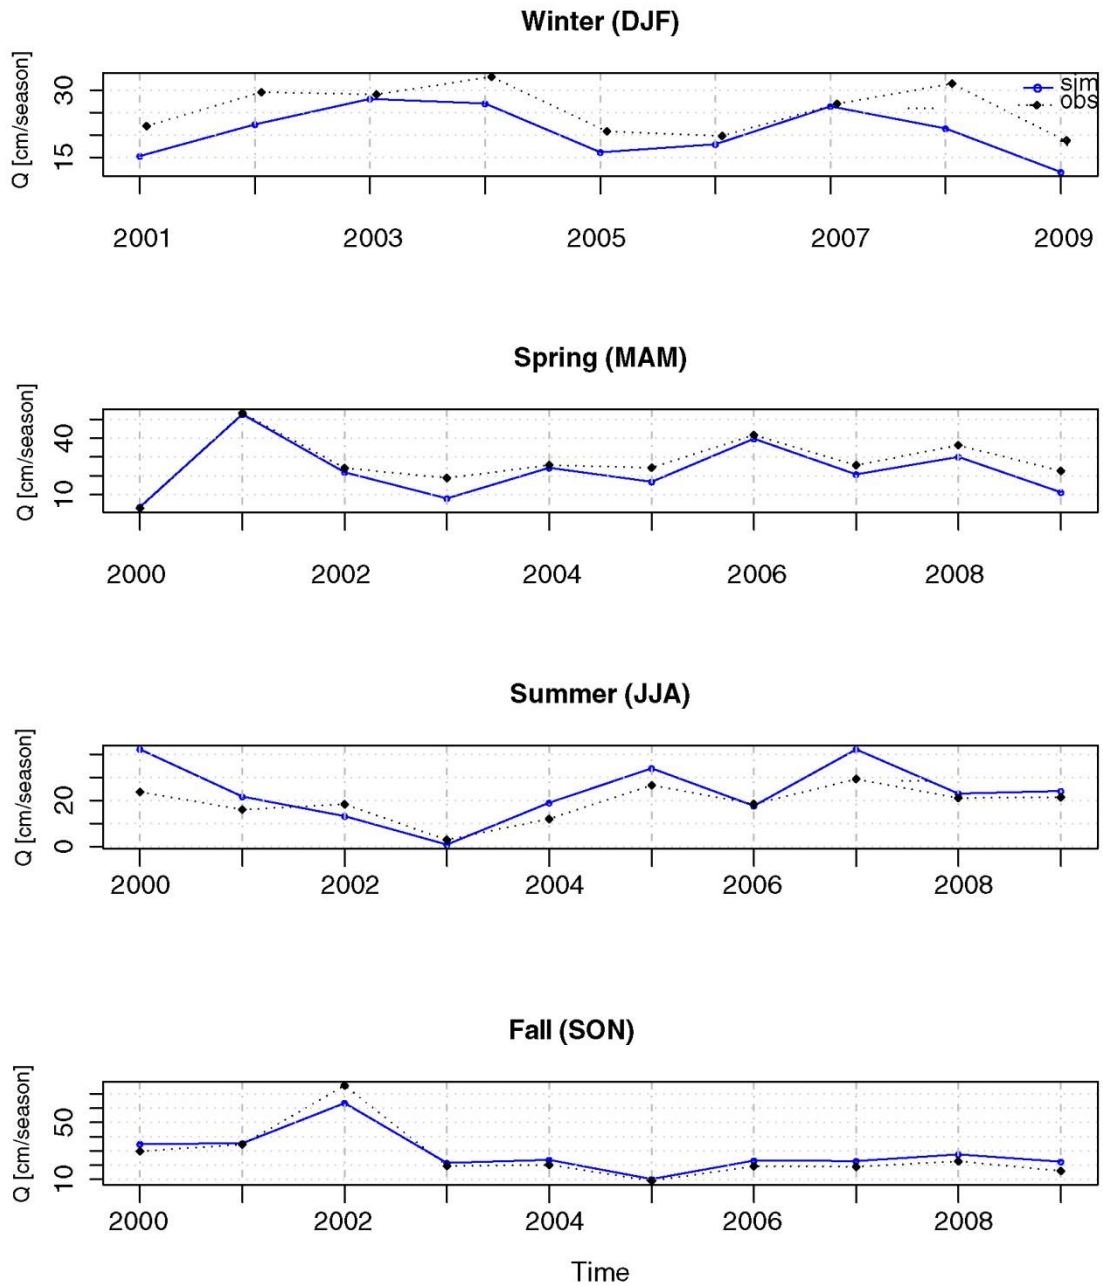 Winter (DJF)
Q [cm/season]
30
15
sim
obs
2001 2003 2005 2007 2009
Spring (MAM)
Q [cm/season]
40
10
2000 2002 2004 2006 2008
Summer (JJA)
Q [cm/season]
20
0
2000 2002 2004 2006 2008
Fall (SON)
Q [cm/season]
50
10
2000 2002 2004 2006 2008
Time